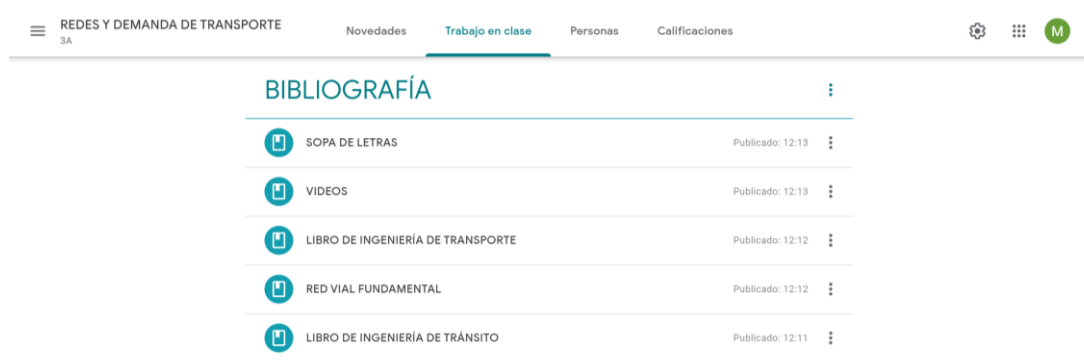 REDES Y DEMANDA DE TRANSPORTE
3A
Novedades
Trabajo en clase
Personas
Calificaciones
M
BIBLIOGRAFÍA
SOPA DE LETRAS Publicado: 12:13
VIDEOS Publicado: 12:13
LIBRO DE INGENIERÍA DE TRANSPORTE Publicado: 12:12
RED VIAL FUNDAMENTAL Publicado: 12:12
LIBRO DE INGENIERÍA DE TRÁNSITO Publicado: 12:11